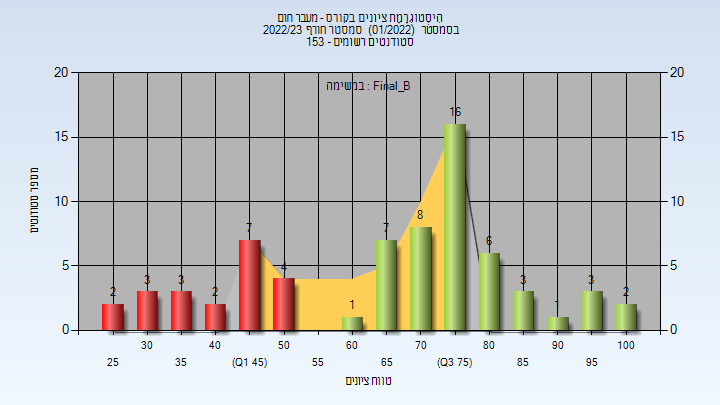 היסטוגרמת ציונים בקורס - מעבר חום
בסמסטר (01/2022) סמסטר חורף 2022/23
סטודנטים רשומים - 153
במשימה : Final_B
מספר סטודנטים
20 20
15 15
10 10
5 5
0 0
2 3 3 2 7 4 1 7 8 16 6 3 1 3 2
30 40 50 60 70 80 90 100
25 35 (Q1 45) 55 65 (Q3 75) 85 95
טווח ציונים